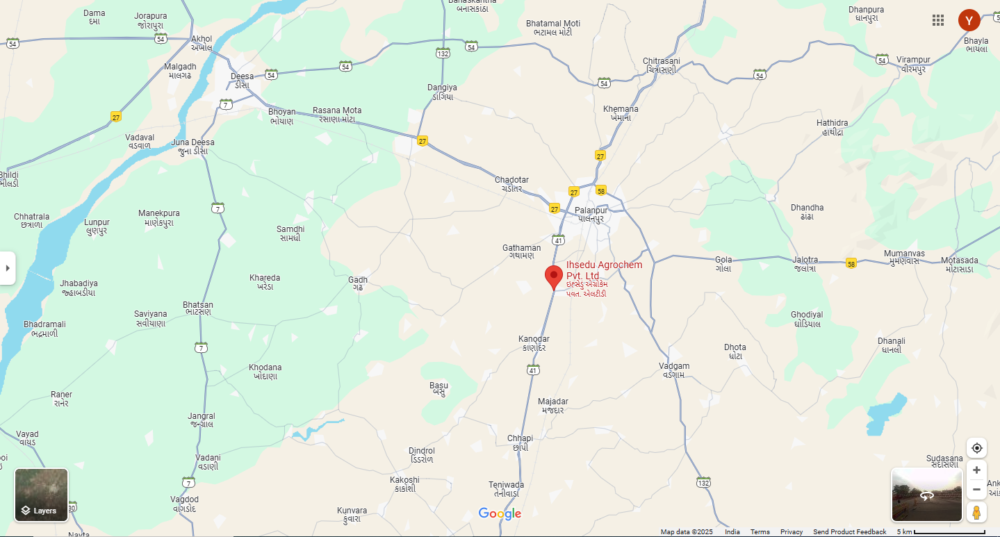 Banaskantha
બનાસકાંઠા
Dama
દમા
Jorapura
જોરાપુરા
Dhanpura
ધાનપુરા
Y
Bhatamal Moti
ભટામલ મોટી
54
54
Akhol
અખોલ
132
54
Bhayla
ભાયલા
Malgadh
માલગઢ
Deesa
ડીસા
54
54
Chitrasani
ચિત્રાસણી
54
Virampur
વીરમપુર
54
54
Dangiya
ડાંગિયા
7
27
Bhoyan
ભોયાણ
Rasana Mota
રસાણા મોટા
Khemana
ખેમાના
Hathidra
હાથીદ્રા
Vadaval
વડવાળ
Juna Deesa
જુના ડીસા
27
27
Bhildi
ભીલડી
Chadotar
ચડોતર
27
58
Chhatrala
છત્રાળા
Lunpur
લુણપુર
Manekpura
માણેકપુરા
7
27
Palanpur
પાલનપુર
Dhandha
ઢાંઢા
Samdhi
સામધી
41
Gathaman
ગથામણ
Gola
ગોલા
Jalotra
જલોત્રા
58
Mumanvas
મુમણવાસ
Motasada
મોટાસાડા
Ihsedu Agrochem
Pvt. Ltd
ઇહ્સેડું એગ્રોકેમ
પવત. એલટીડી
Jhabadiya
જ્હાબડીયા
Khareda
ખરેડા
Gadh
ગઢ
Bhatsan
ભાટસણ
Saviyana
સવીયાણા
Bhadramali
ભદ્રમાળી
Ghodiyal
ઘોડિયાલ
7
Kanodar
કાણોદર
Dhota
ધોટા
Dhanali
ધાનલી
Khodana
ખોદાણા
41
Vadgam
વડગામ
Raner
રાનેર
Basu
બસુ
Majadar
મજદાર
Jangral
જન્ગ્રાલ
Vayad
વાયડ
Chhapi
છાપી
Vadani
વડાણી
Dindrol
ડિંડરોળ
Sudasana
સુદાસણા
7
Kakoshi
કાકોશી
Teniwada
તેનીવાડા
132
Vagdod
વાગડોદ
Kunvara
કુંવારા
Layers
Google
Map data ©2025 India Terms Privacy Send Product Feedback 5 km